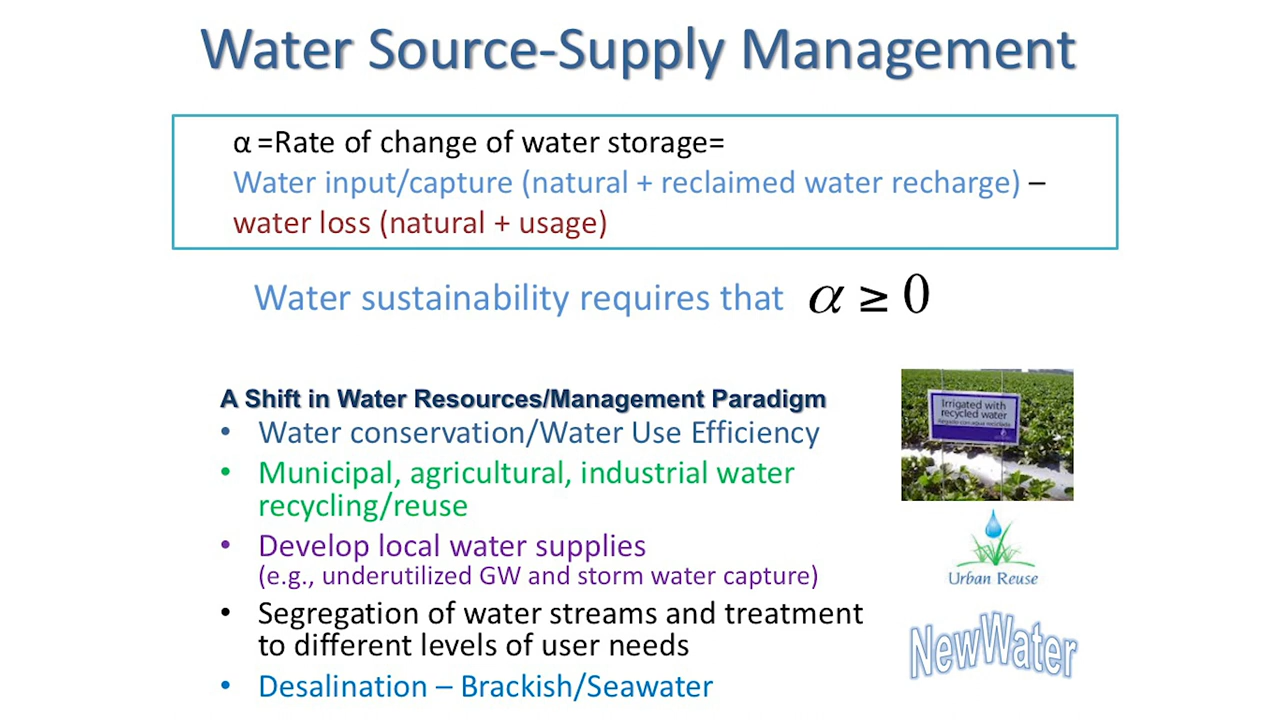 Water Source-Supply Management
α =Rate of change of water storage=
Water input/capture (natural + reclaimed water recharge) –
water loss (natural + usage)
Water sustainability requires that α ≥ 0
A Shift in Water Resources/Management Paradigm
• Water conservation/Water Use Efficiency
• Municipal, agricultural, industrial water
recycling/reuse
• Develop local water supplies
(e.g., underutilized GW and storm water capture)
• Segregation of water streams and treatment
to different levels of user needs
• Desalination – Brackish/Seawater
Irrigated with
recycled water
Urban Reuse
NewWater